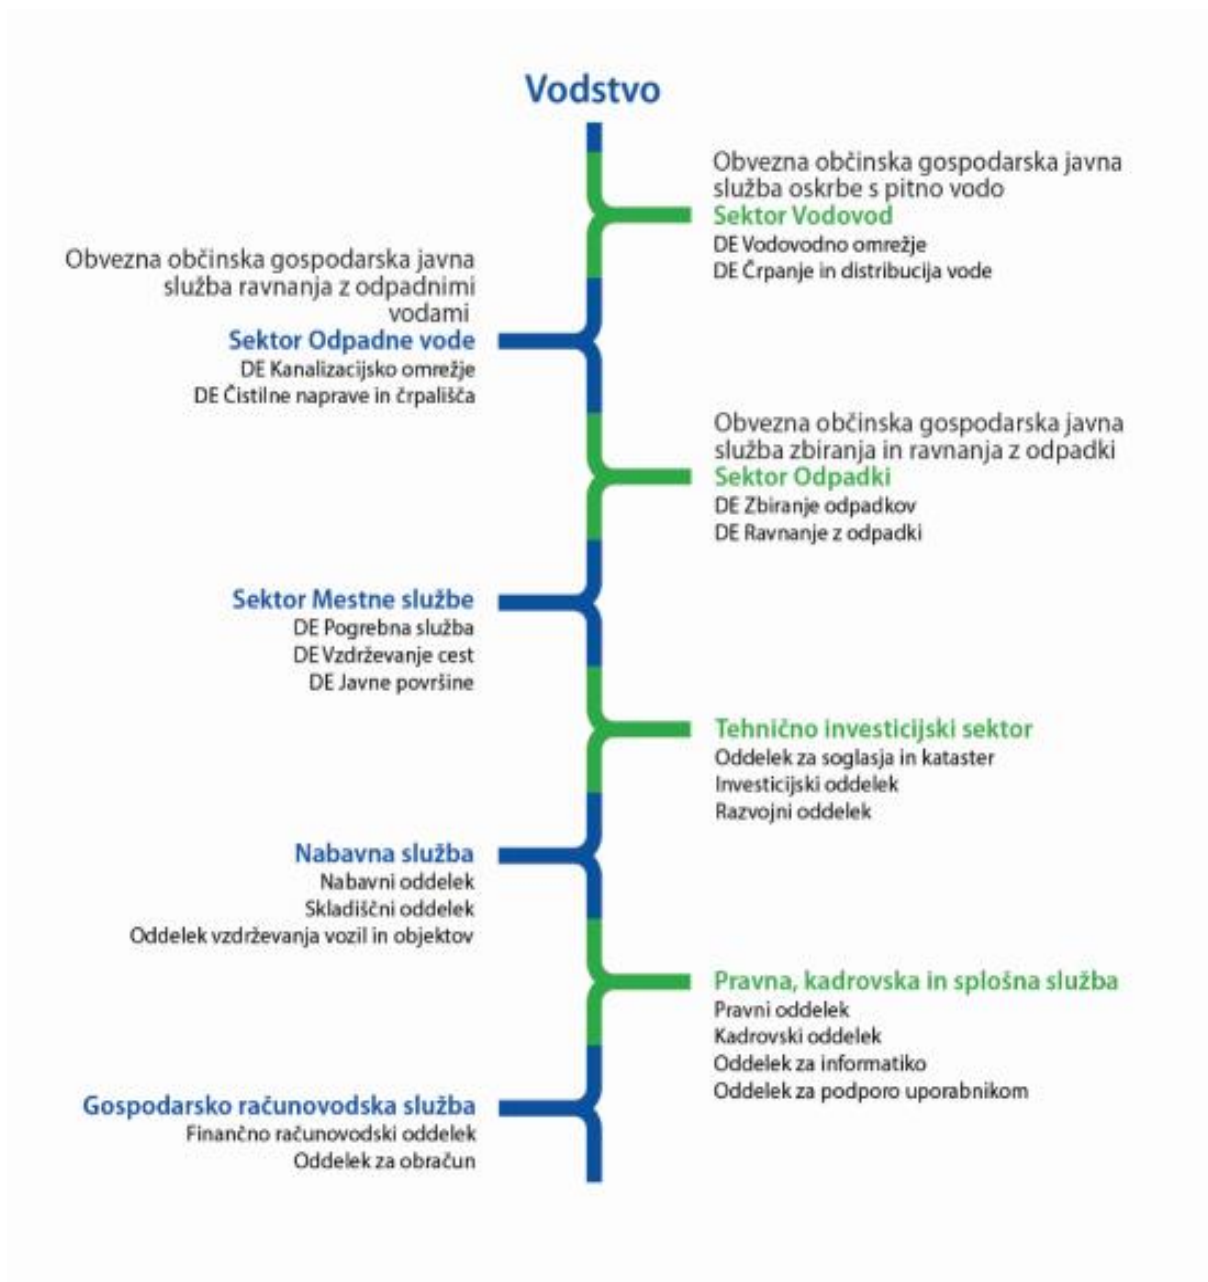 Vodstvo
Obvezna občinska gospodarska javna
služba oskrbe s pitno vodo
Sektor Vodovod
DE Vodovodno omrežje
DE Črpanje in distribucija vode
Obvezna občinska gospodarska javna
služba ravnanja z odpadnimi
vodami
Sektor Odpadne vode
DE Kanalizacijsko omrežje
DE Čistilne naprave in črpališča
Obvezna občinska gospodarska javna
služba zbiranja in ravnanja z odpadki
Sektor Odpadki
DE Zbiranje odpadkov
DE Ravnanje z odpadki
Sektor Mestne službe
DE Pogrebna služba
DE Vzdrževanje cest
DE Javne površine
Tehnično investicijski sektor
Oddelek za soglasja in kataster
Investicijski oddelek
Razvojni oddelek
Nabavna služba
Nabavni oddelek
Skladiščni oddelek
Oddelek vzdrževanja vozil in objektov
Pravna, kadrovska in splošna služba
Pravni oddelek
Kadrovski oddelek
Oddelek za informatiko
Oddelek za podporo uporabnikom
Gospodarsko računovodska služba
Finančno računovodski oddelek
Oddelek za obračun